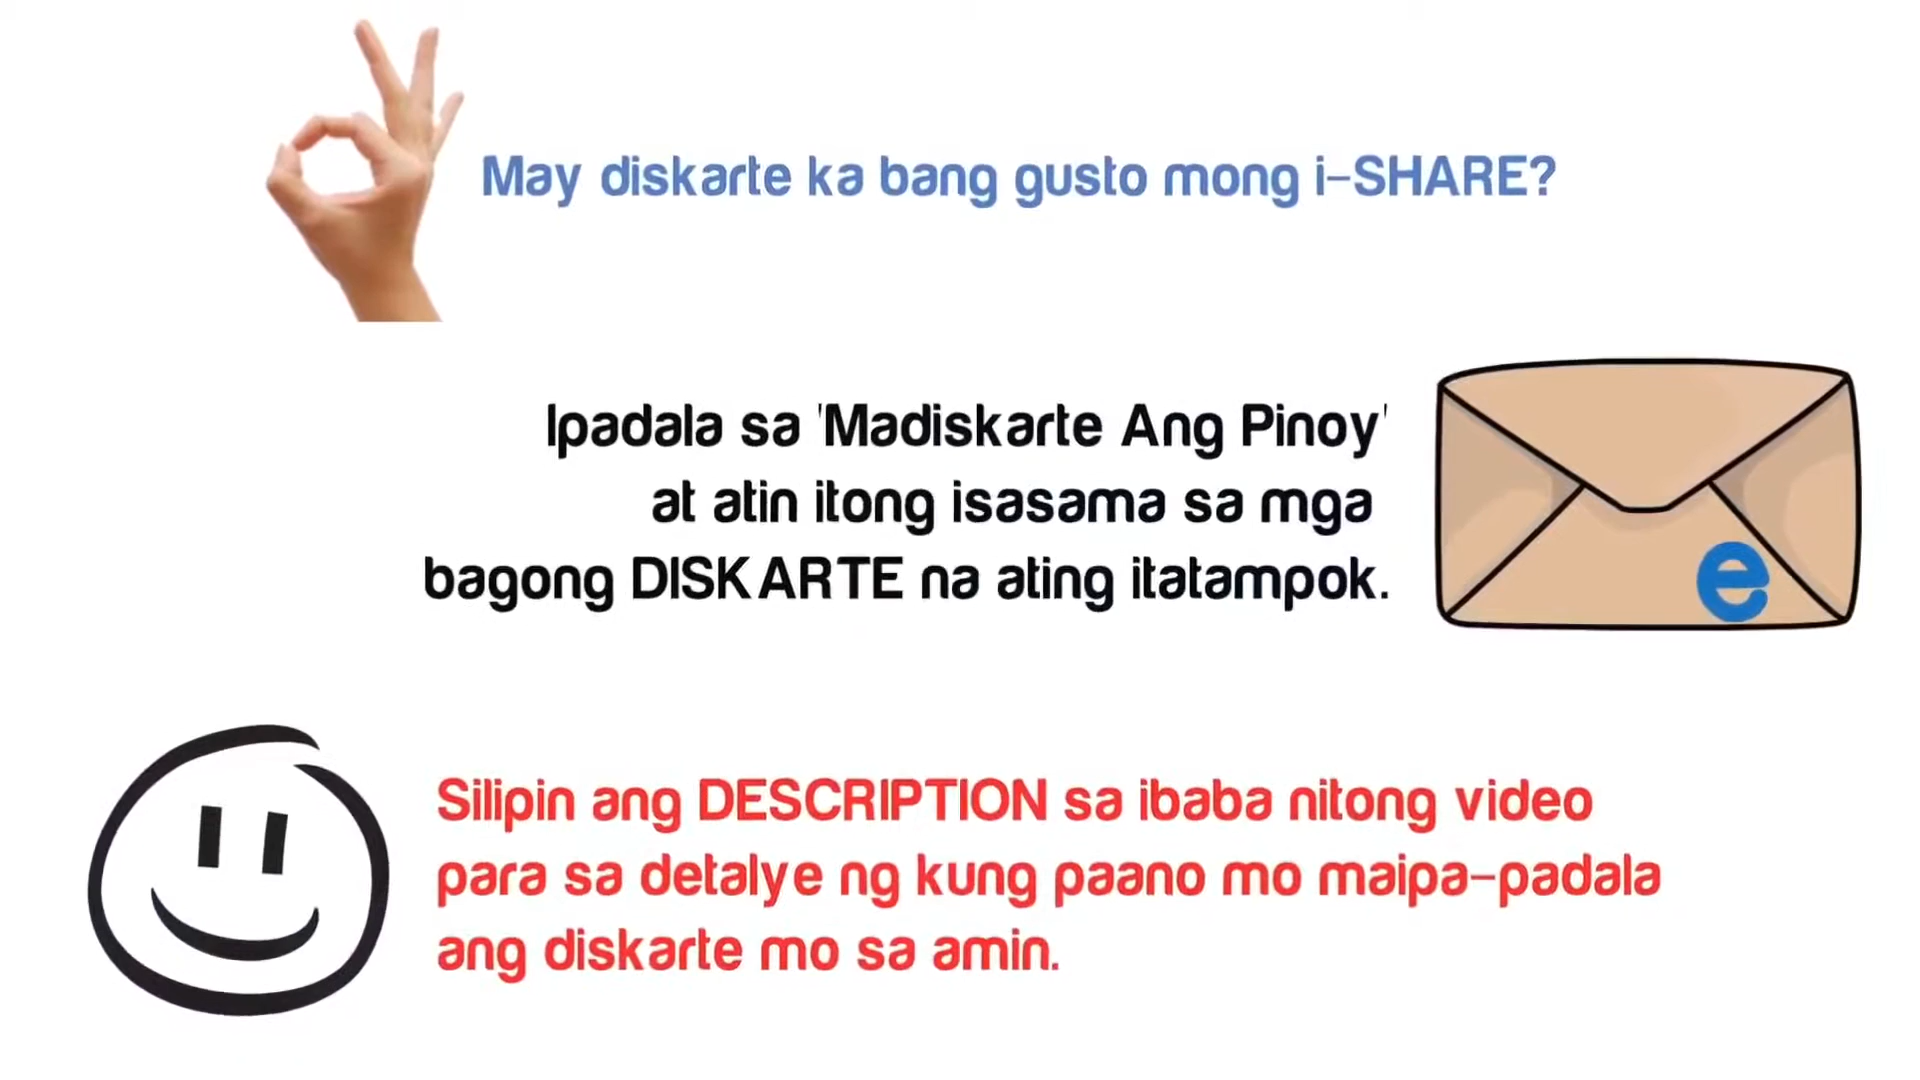 May diskarte ka bang gusto mong i-SHARE?
Ipadala sa 'Madiskarte Ang Pinoy'
at atin itong isasama sa mga
bagong DISKARTE na ating itatampok.
e
Silipin ang DESCRIPTION sa ibaba nitong video
para sa detalye ng kung paano mo maipa-padala
ang diskarte mo sa amin.